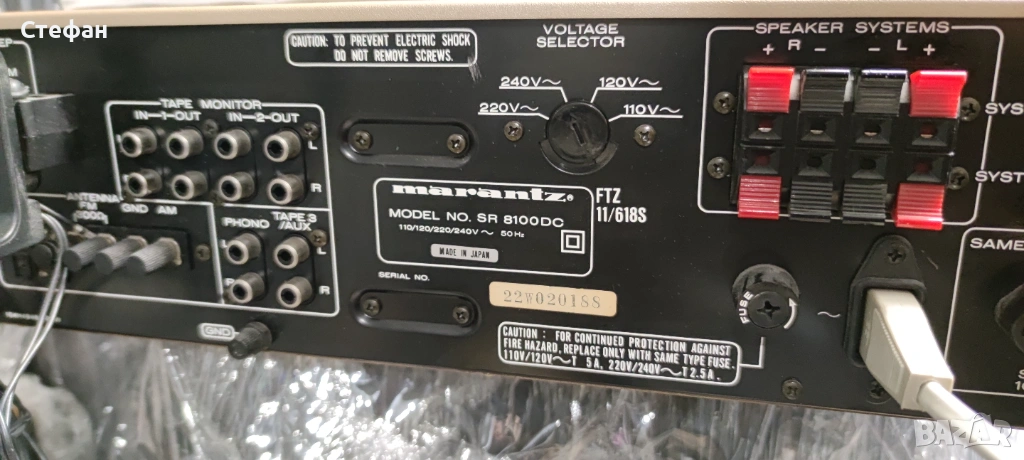 Стефан
CAUTION: TO PREVENT ELECTRIC SHOCK
DO NOT REMOVE SCREWS.
VOLTAGE
SELECTOR
240V～ 120V～
220V～ 110V～
SPEAKER SYSTEMS
+ R − − L +
TAPE MONITOR
IN—1—OUT IN—2—OUT
L
R
ANTENNA
FM GND AM
300Ω
PHONO TAPE 3
/AUX
L L
R R
GND
marantz®
MODEL NO. SR 8100DC
110/120/220/240V ～ 50Hz
MADE IN JAPAN
FTZ
11/618S
SERIAL NO.
22W020188
FUSE
～
CAUTION : FOR CONTINUED PROTECTION AGAINST
FIRE HAZARD, REPLACE ONLY WITH SAME TYPE FUSE.
110V/120V～T 5A, 220V/240V～T2.5A.
BAZAR